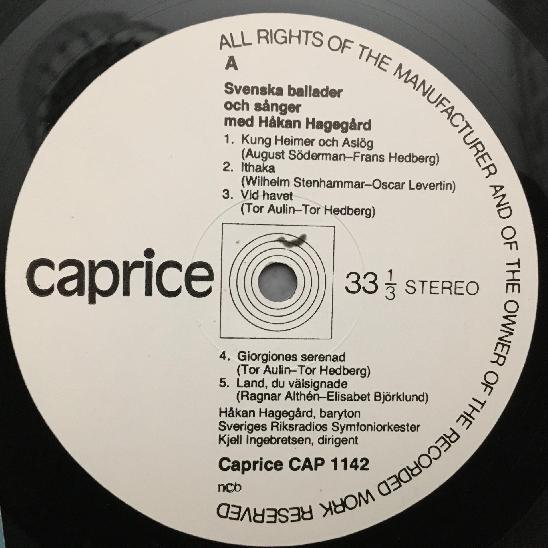 ALL RIGHTS OF THE MANUFACTURER AND OF THE OWNER OF THE RECORDED WORK RESERVED
A
Svenska ballader
och sånger
med Håkan Hagegård
1. Kung Heimer och Aslög
(August Söderman–Frans Hedberg)
2. Ithaka
(Wilhelm Stenhammar–Oscar Levertin)
3. Vid havet
(Tor Aulin–Tor Hedberg)
caprice
33 1/3 STEREO
4. Giorgiones serenad
(Tor Aulin–Tor Hedberg)
5. Land, du välsignade
(Ragnar Althén–Elisabet Björklund)
Håkan Hagegård, baryton
Sveriges Riksradios Symfoniorkester
Kjell Ingebretsen, dirigent
Caprice CAP 1142
ncb